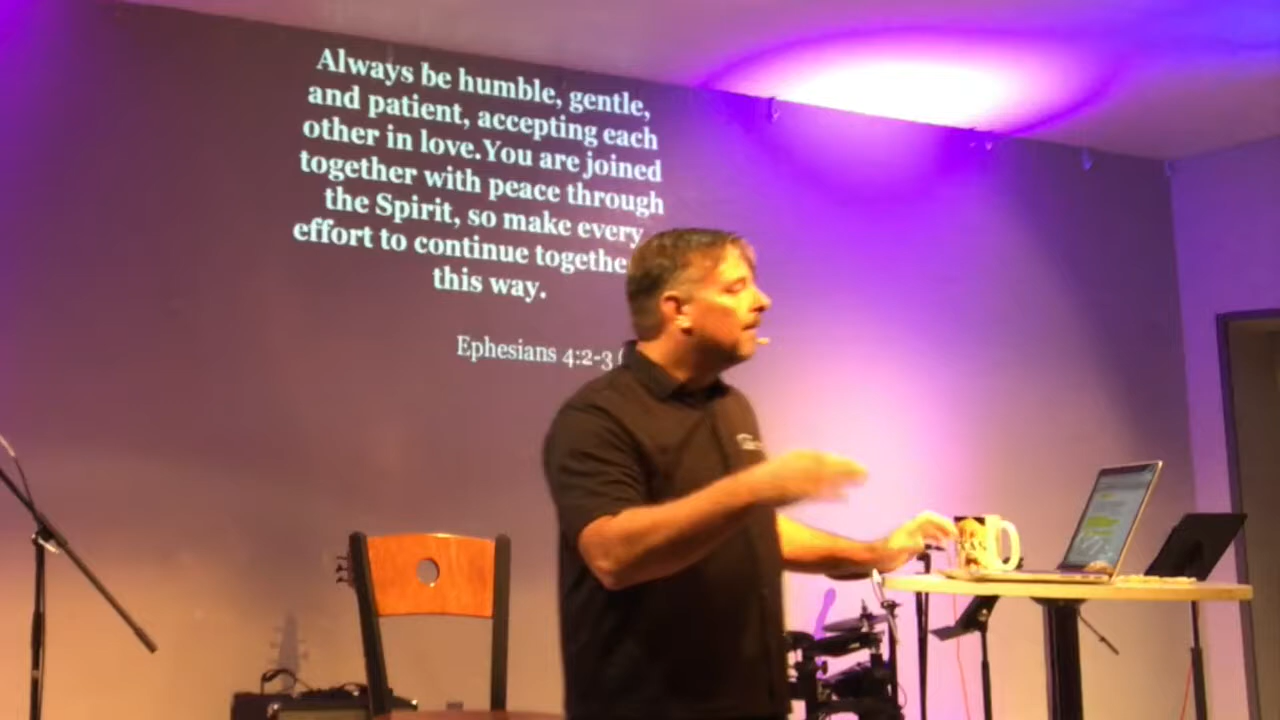 Always be humble, gentle,
and patient, accepting each
other in love.You are joined
together with peace through
the Spirit, so make every
effort to continue togethe
this way.
Ephesians 4:2-3 (